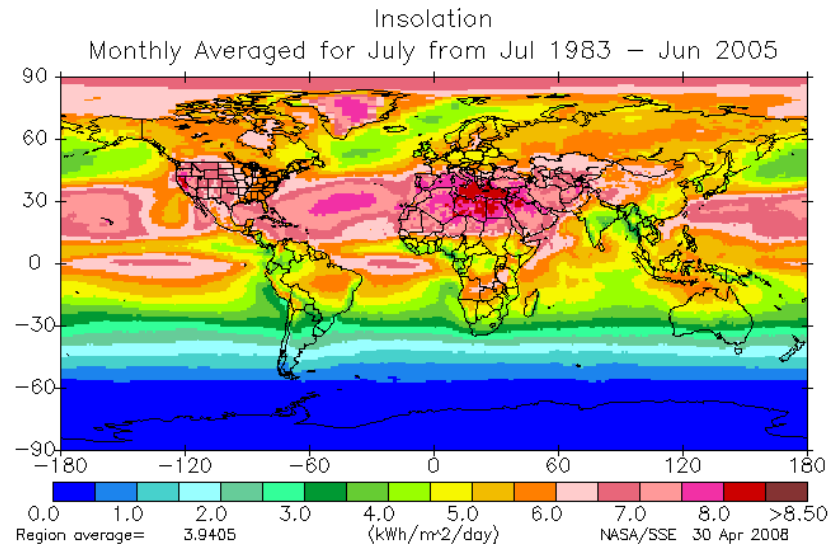 Insolation
Monthly Averaged for July from Jul 1983 – Jun 2005
90
60
30
0
−30
−60
−90
−180 −120 −60 0 60 120 180
0.0 1.0 2.0 3.0 4.0 5.0 6.0 7.0 8.0 >8.50
Region average= 3.9405 (kWh/m^2/day) NASA/SSE 30 Apr 2008